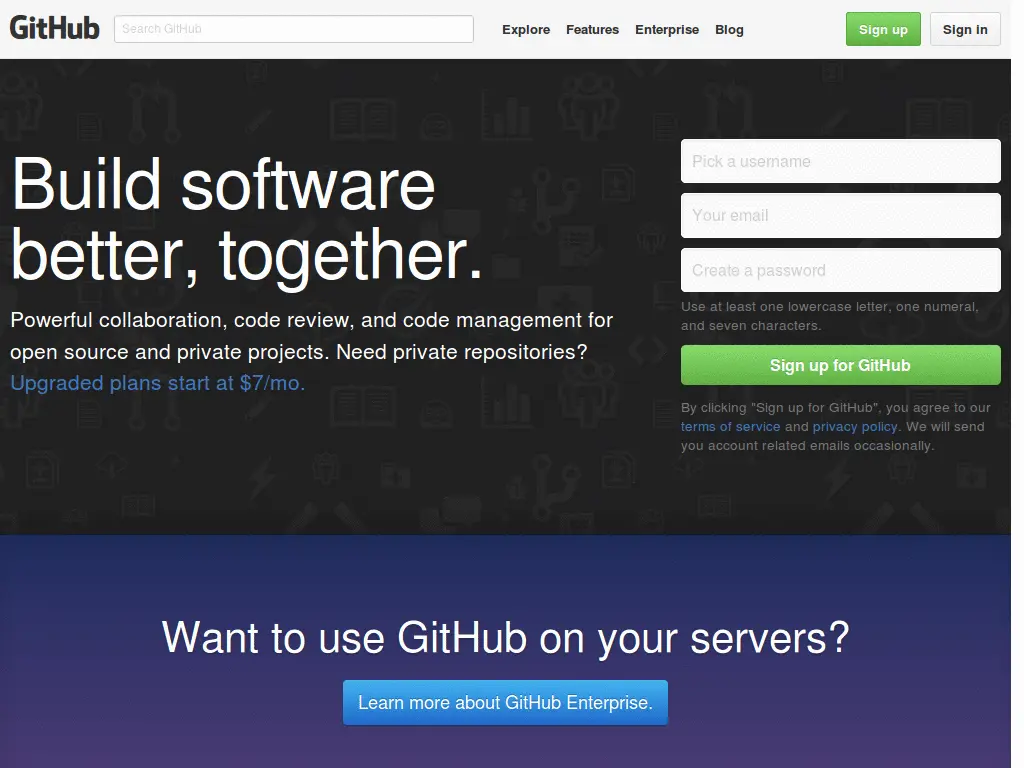 GitHub
Search GitHub
Explore Features Enterprise Blog
Sign up
Sign in
Build software
better, together.
Powerful collaboration, code review, and code management for
open source and private projects. Need private repositories?
Upgraded plans start at $7/mo.
Pick a username
Your email
Create a password
Use at least one lowercase letter, one numeral,
and seven characters.
Sign up for GitHub
By clicking "Sign up for GitHub", you agree to our
terms of service and privacy policy. We will send
you account related emails occasionally.
Want to use GitHub on your servers?
Learn more about GitHub Enterprise.